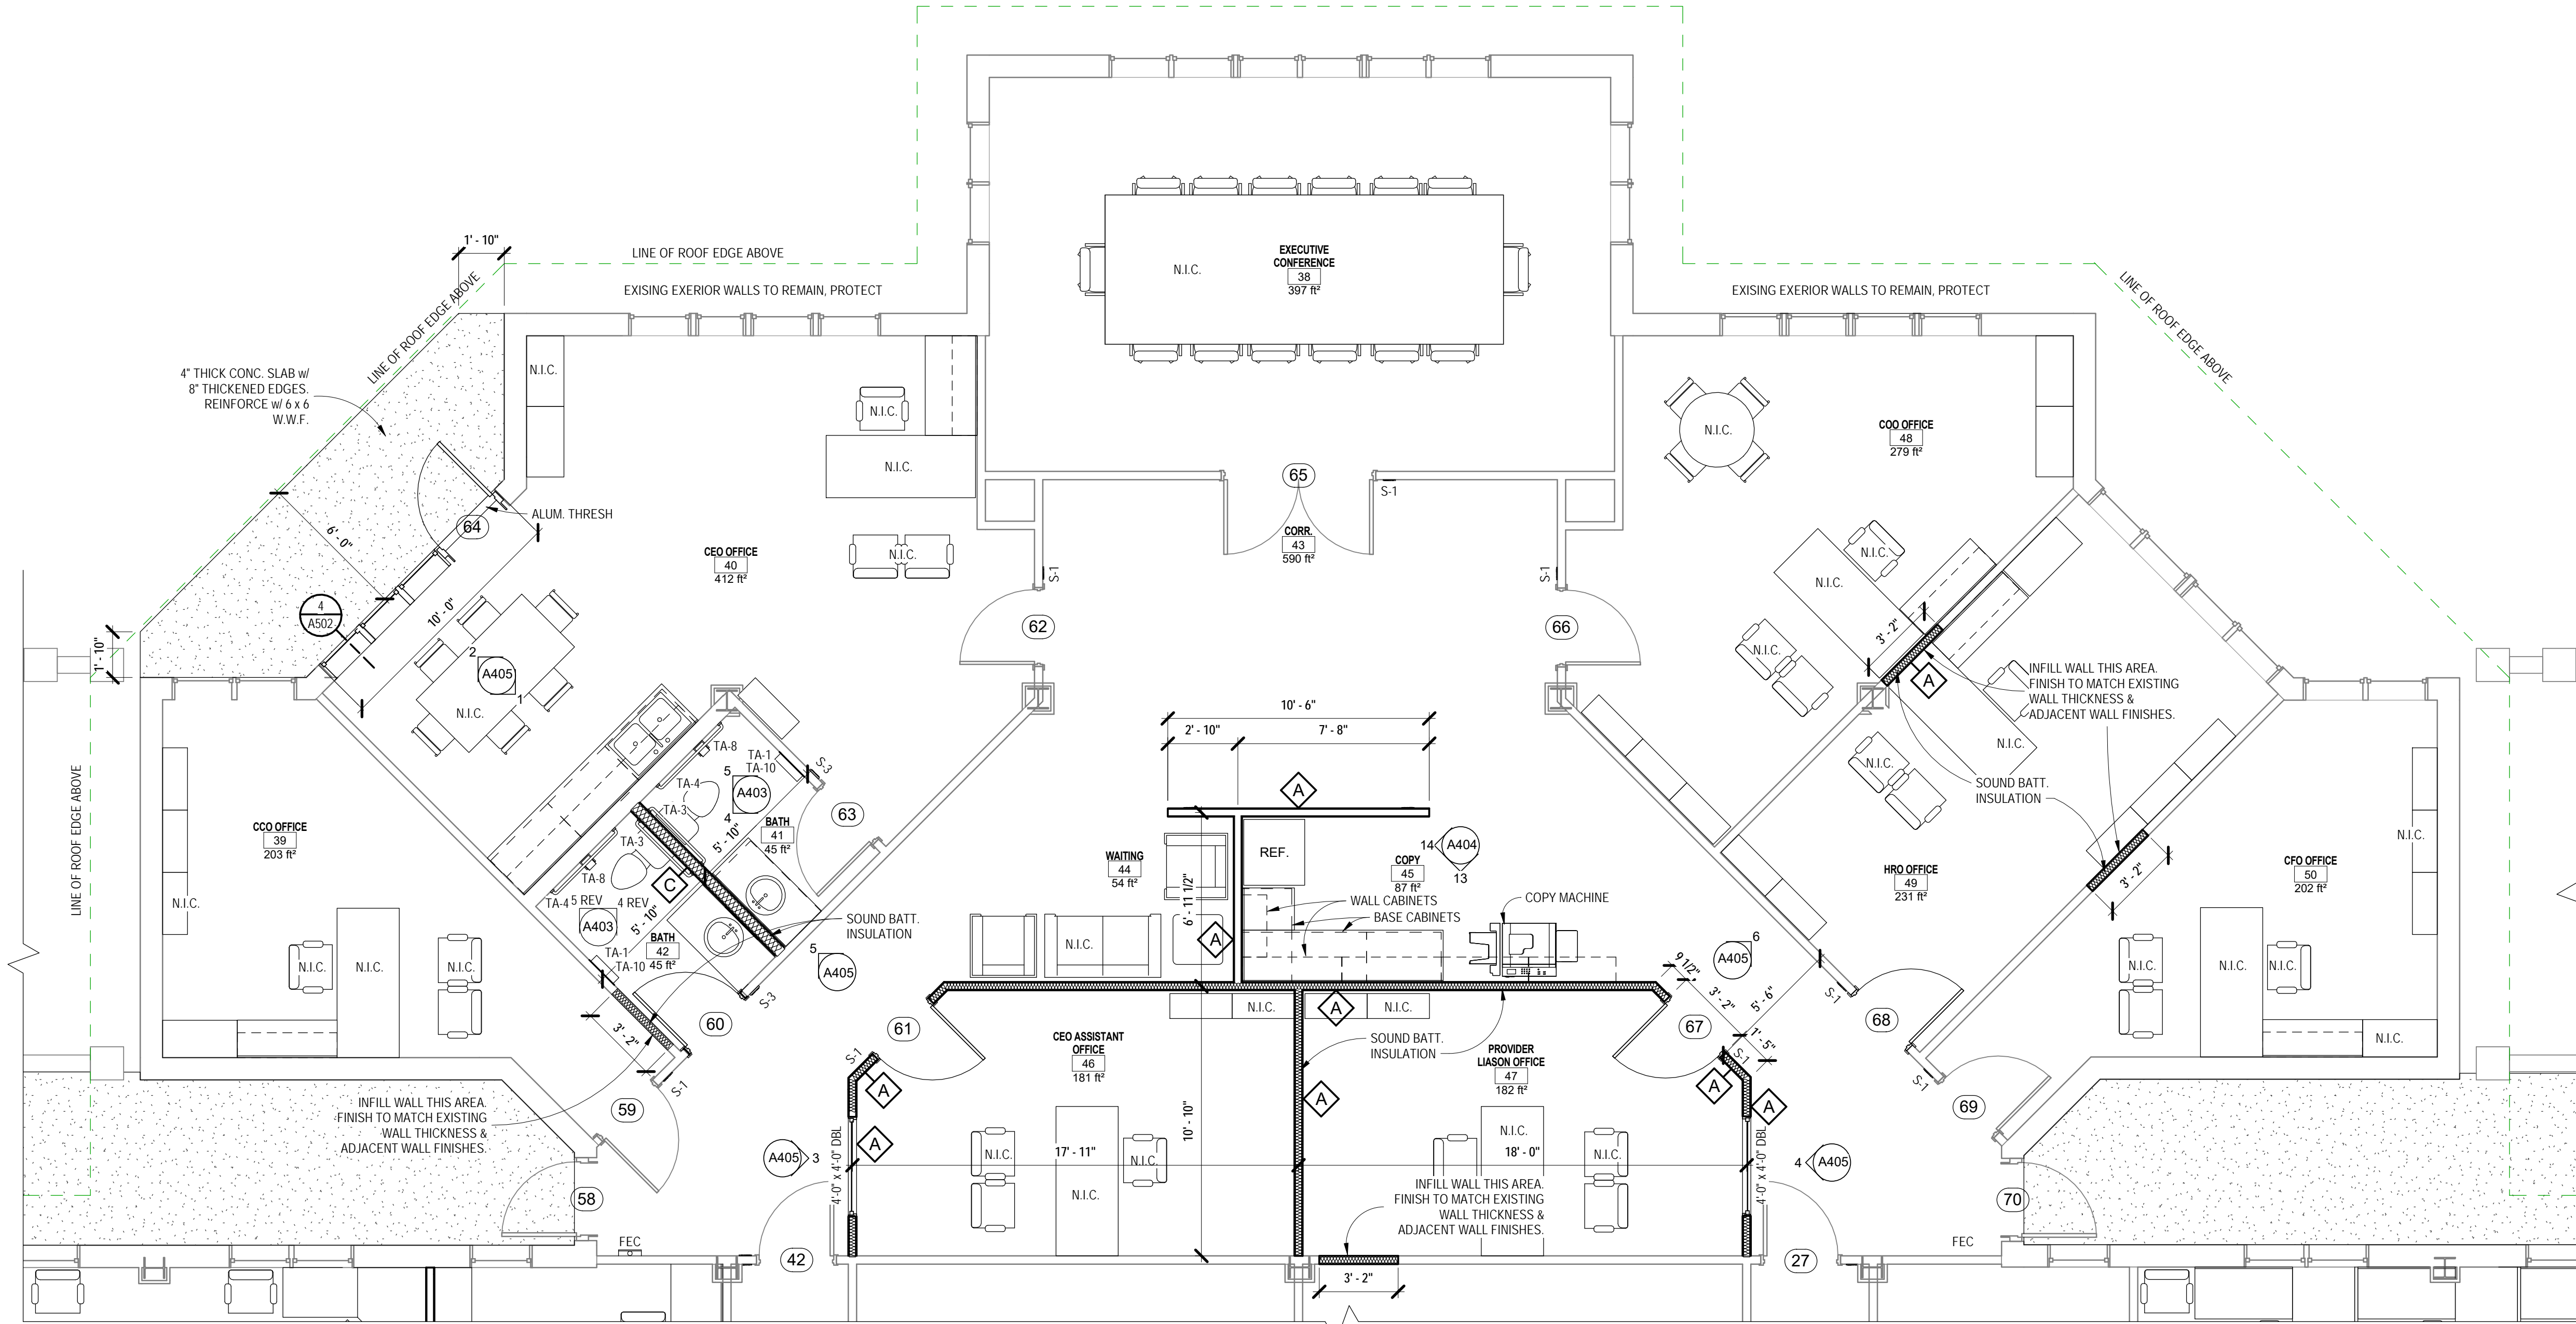 1' - 10"
LINE OF ROOF EDGE ABOVE
EXISING EXERIOR WALLS TO REMAIN, PROTECT
LINE OF ROOF EDGE ABOVE
4" THICK CONC. SLAB w/
8" THICKENED EDGES.
REINFORCE w/ 6 x 6
W.W.F.
N.I.C.
EXECUTIVE
CONFERENCE
38
397 ft²
EXISING EXERIOR WALLS TO REMAIN, PROTECT
LINE OF ROOF EDGE ABOVE
N.I.C.
N.I.C.
N.I.C.
N.I.C.
COO OFFICE
48
279 ft²
65
S-1
64
ALUM. THRESH
6' - 0"
CORR.
43
590 ft²
CEO OFFICE
40
412 ft²
N.I.C.
S-1
S-1
N.I.C.
N.I.C.
10' - 0"
4
A502
1' - 10"
62
66
2
A405
1
N.I.C.
3' - 2"
N.I.C.
A
INFILL WALL THIS AREA.
FINISH TO MATCH EXISTING
WALL THICKNESS &
ADJACENT WALL FINISHES.
10' - 6"
2' - 10"
7' - 8"
N.I.C.
N.I.C.
TA-8
TA-1
TA-10
S-3
5
A403
4
TA-4
TA-3
SOUND BATT.
INSULATION
LINE OF ROOF EDGE ABOVE
A
63
BATH
41
45 ft²
5' - 10"
CCO OFFICE
39
203 ft²
TA-3
TA-8
C
WAITING
44
54 ft²
REF.
COPY
45
87 ft²
14
A404
13
HRO OFFICE
49
231 ft²
CFO OFFICE
50
202 ft²
N.I.C.
3' - 2"
N.I.C.
TA-4
5 REV
4 REV
A403
5' - 10"
6' - 11 1/2"
WALL CABINETS
BASE CABINETS
COPY MACHINE
SOUND BATT.
INSULATION
BATH
42
45 ft²
TA-1
TA-10
N.I.C.
A
5
A405
6
A405
9 1/2"
3' - 2"
5' - 6"
1' - 5"
N.I.C.
N.I.C.
N.I.C.
S-3
S-1
N.I.C.
N.I.C.
N.I.C.
60
3' - 2"
61
N.I.C.
A
N.I.C.
67
68
CEO ASSISTANT
OFFICE
46
181 ft²
SOUND BATT.
INSULATION
PROVIDER
LIASON OFFICE
47
182 ft²
N.I.C.
S-1
S-1
S-1
S-1
A
A
A
A
INFILL WALL THIS AREA.
FINISH TO MATCH EXISTING
WALL THICKNESS &
ADJACENT WALL FINISHES.
59
69
10' - 10"
N.I.C.
A
A405
3
4'-0" x 4'-0" DBL
N.I.C.
17' - 11"
N.I.C.
N.I.C.
18' - 0"
N.I.C.
4'-0" x 4'-0" DBL
4
A405
INFILL WALL THIS AREA.
FINISH TO MATCH EXISTING
WALL THICKNESS &
ADJACENT WALL FINISHES.
58
70
FEC
42
27
FEC
3' - 2"